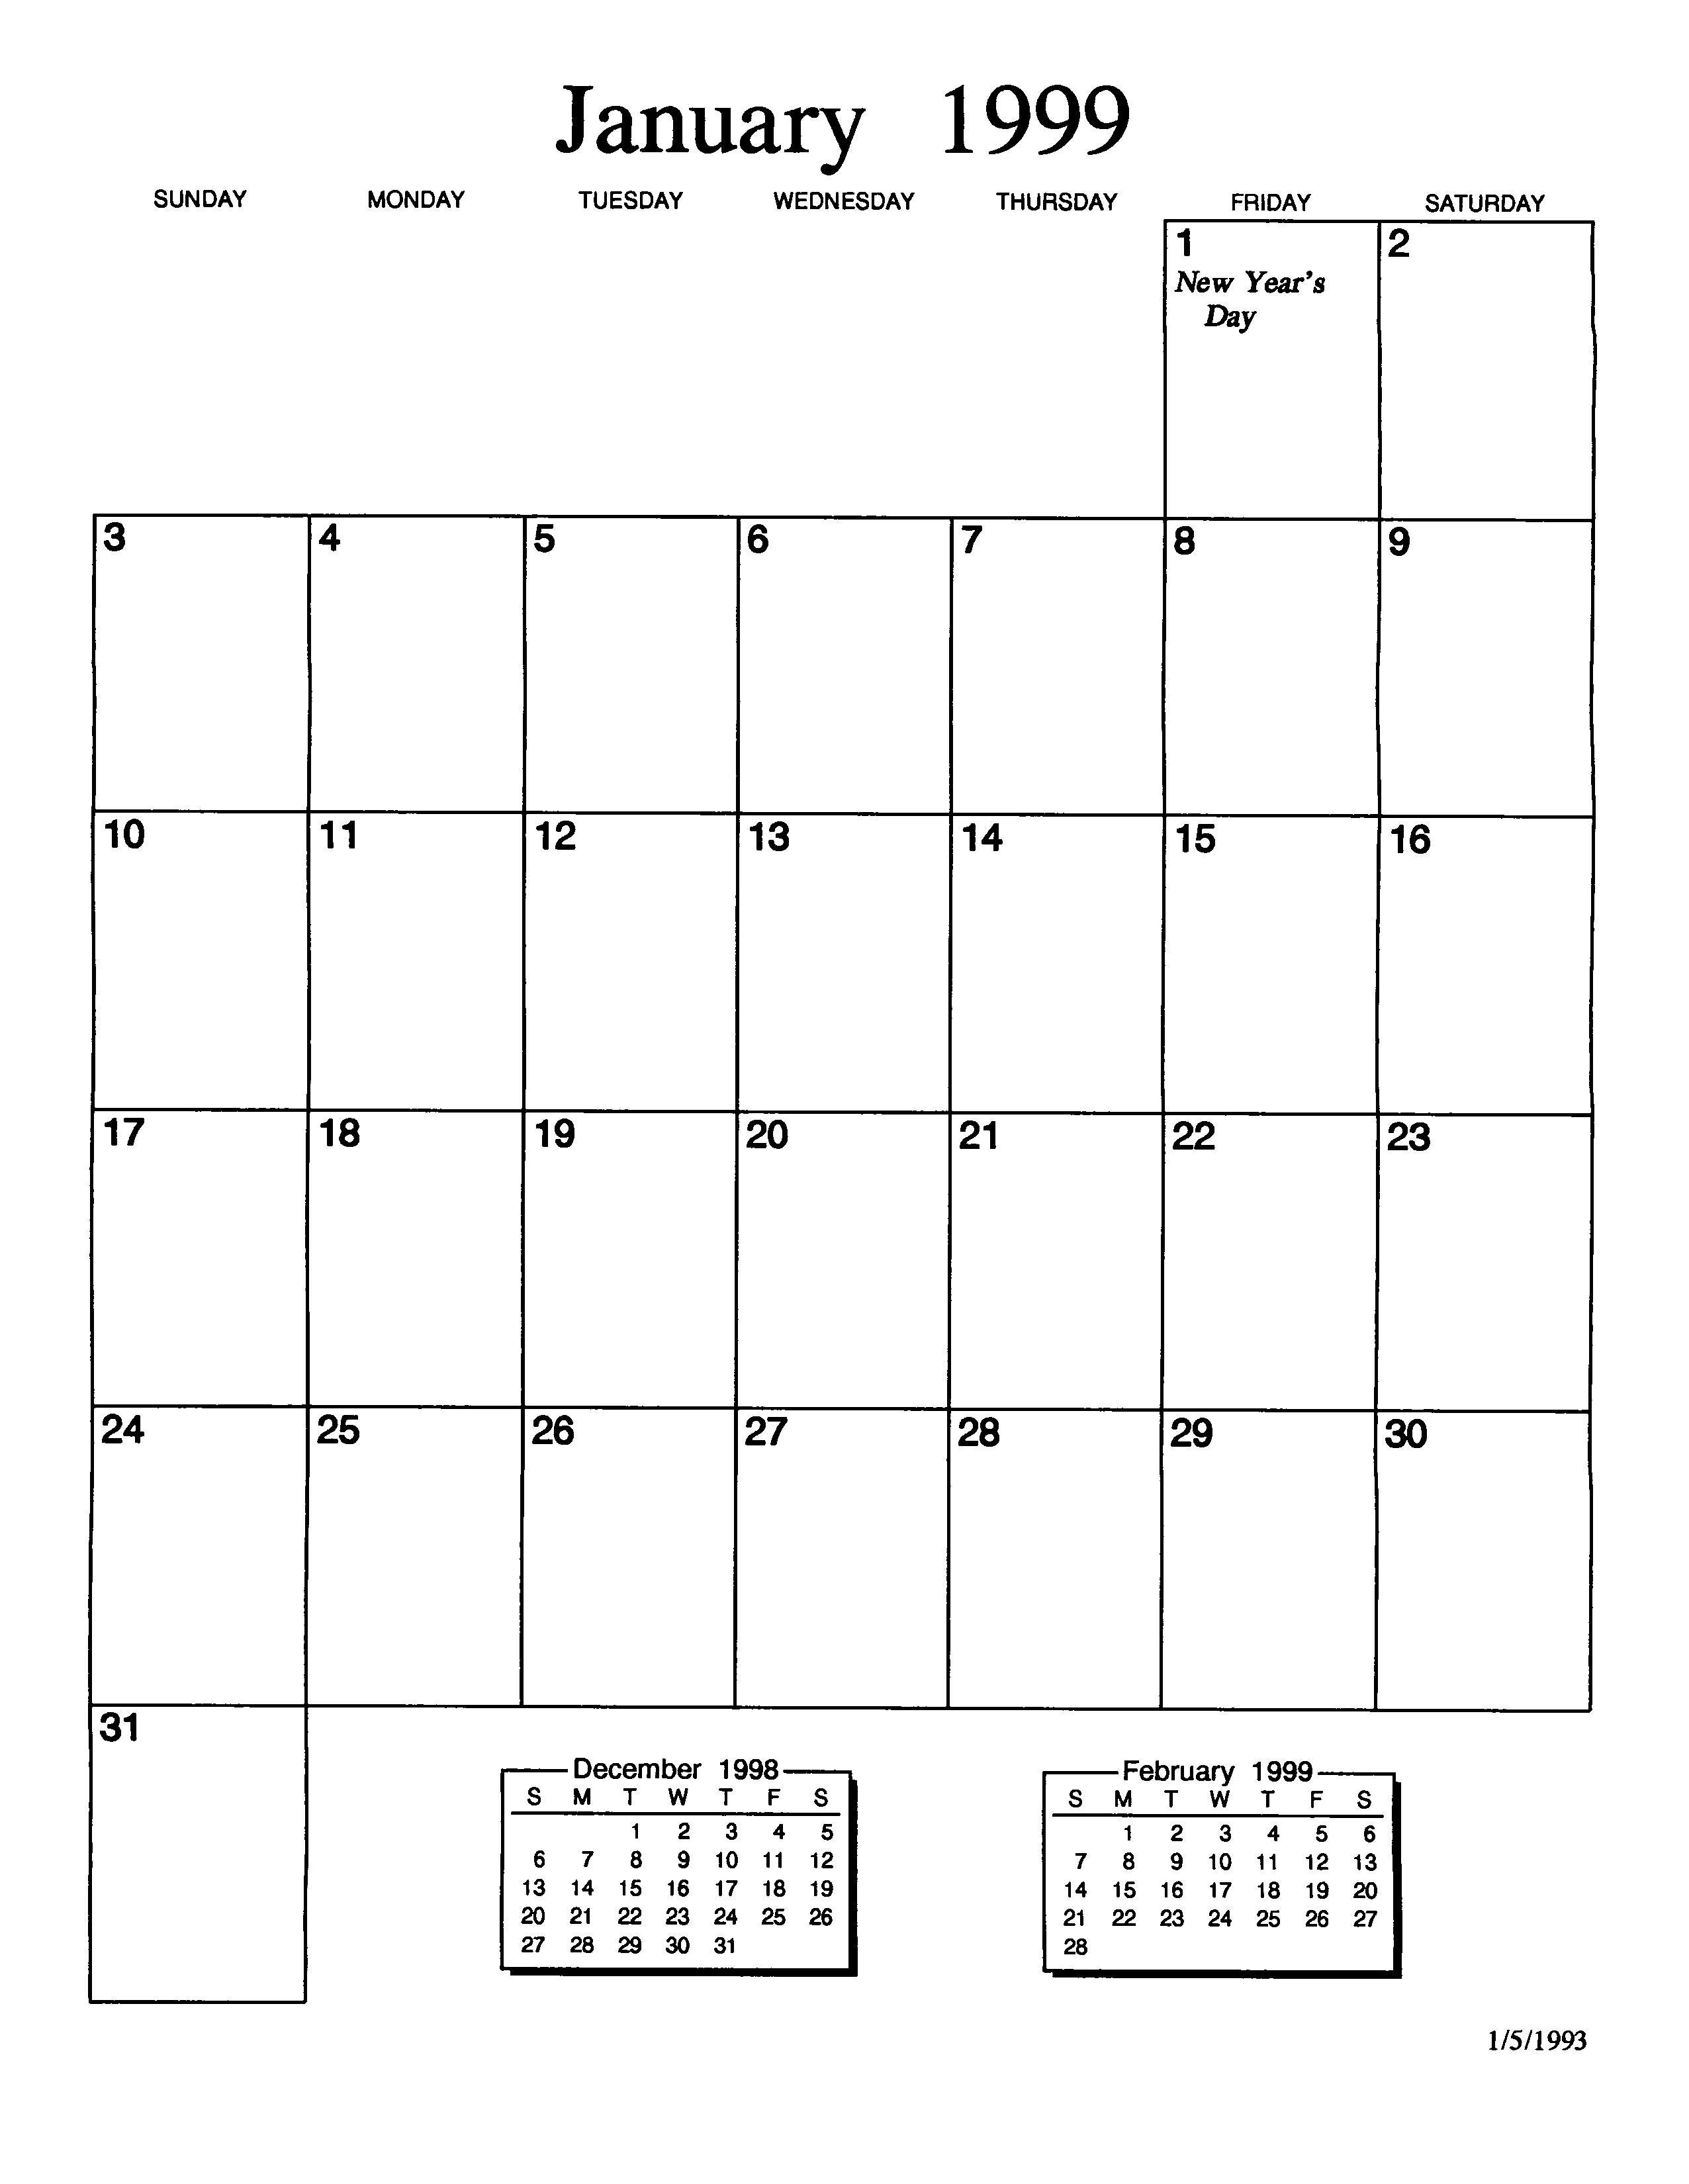 January 1999
SUNDAY MONDAY TUESDAY WEDNESDAY THURSDAY FRIDAY SATURDAY
1 2
New Year's
Day
3 4 5 6 7 8 9
10 11 12 13 14 15 16
17 18 19 20 21 22 23
24 25 26 27 28 29 30
31
December 1998
S M T W T F S
1 2 3 4 5
6 7 8 9 10 11 12
13 14 15 16 17 18 19
20 21 22 23 24 25 26
27 28 29 30 31
February 1999
S M T W T F S
1 2 3 4 5 6
7 8 9 10 11 12 13
14 15 16 17 18 19 20
21 22 23 24 25 26 27
28
1/5/1993